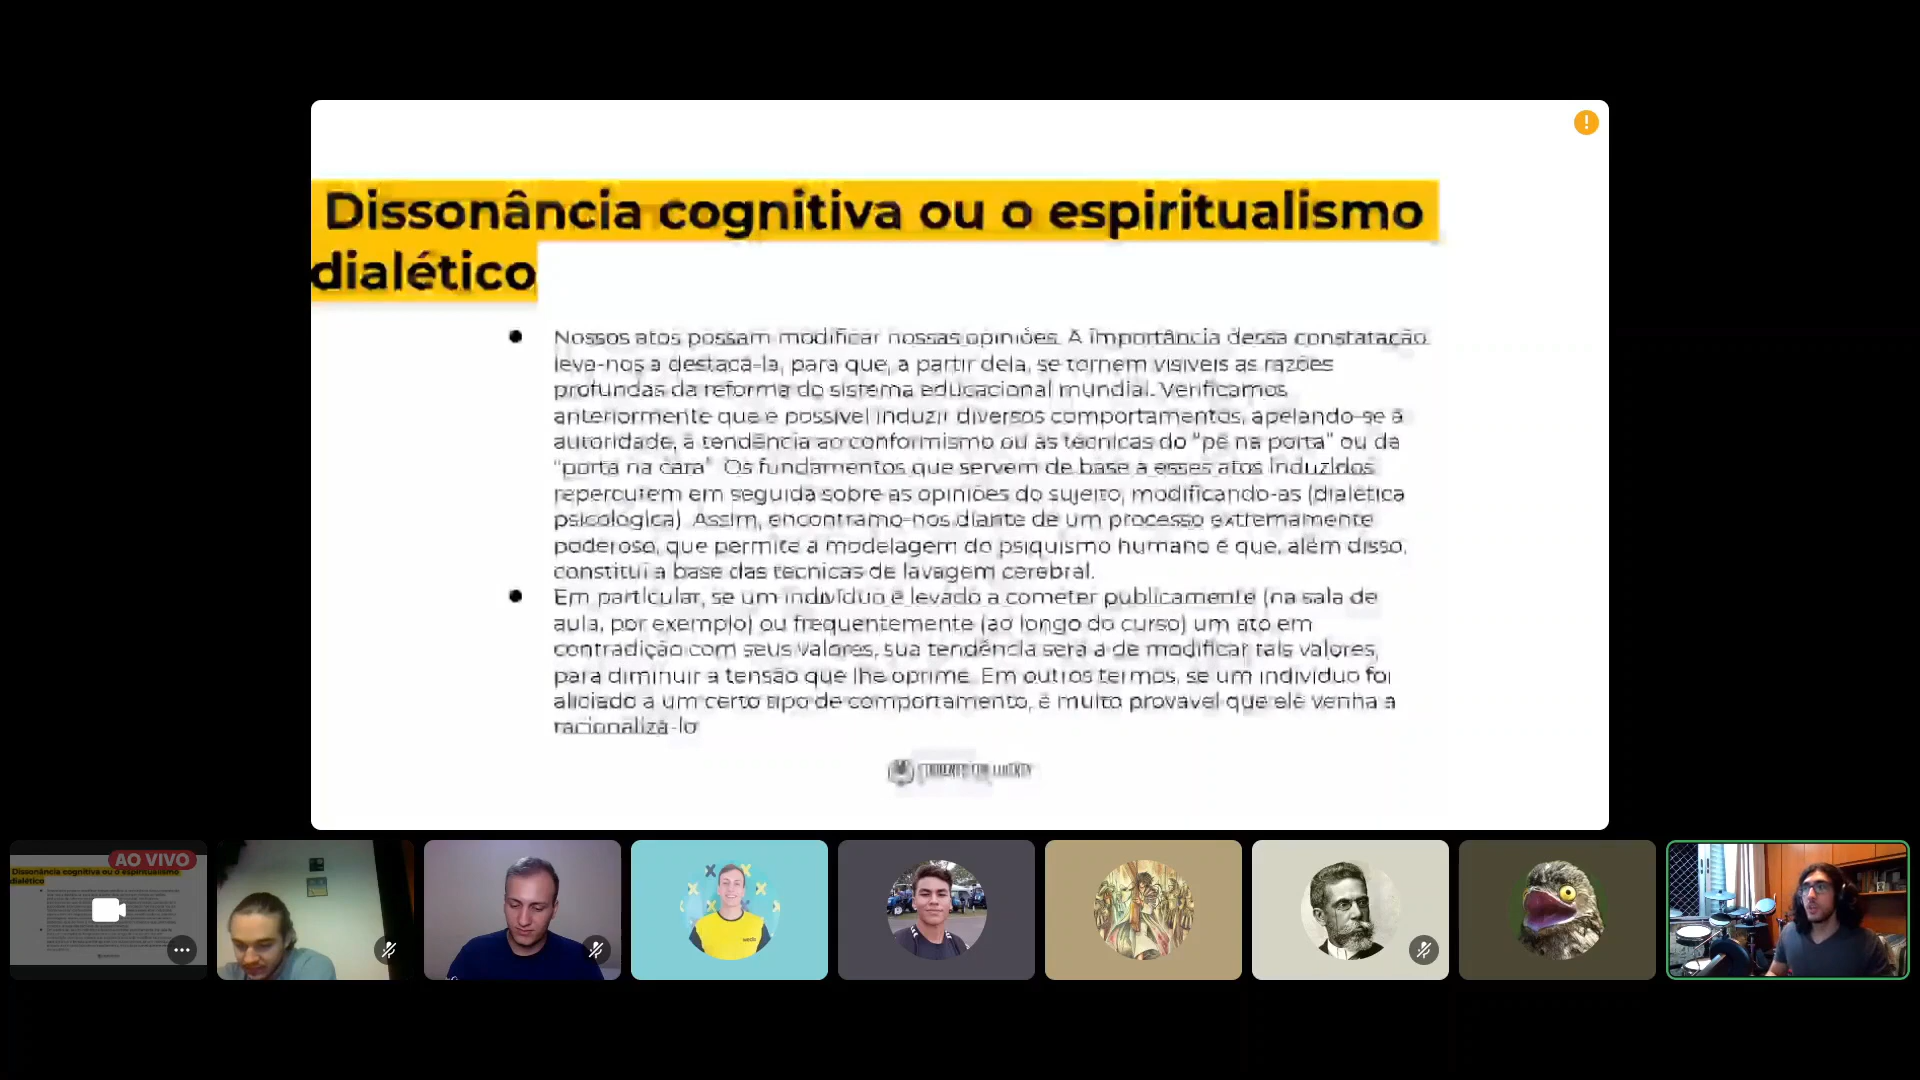 Dissonância cognitiva ou o espiritualismo
dialético
Nossos atos possam modificar nossas opiniões. A importância dessa constatação
leva-nos a destacá-la, para que, a partir dela, se tornem visíveis as razões
profundas da reforma do sistema educacional mundial. Verificamos
anteriormente que é possível induzir diversos comportamentos, apelando-se à
autoridade, à tendência ao conformismo ou às técnicas do "pé na porta" ou da
"porta na cara". Os fundamentos que servem de base a esses atos induzidos
repercutem em seguida sobre as opiniões do sujeito, modificando-as (dialética
psicológica). Assim, encontramo-nos diante de um processo extremamente
poderoso, que permite a modelagem do psiquismo humano e que, além disso,
constitui a base das técnicas de lavagem cerebral.
Em particular, se um indivíduo é levado a cometer publicamente (na sala de
aula, por exemplo) ou frequentemente (ao longo do curso) um ato em
contradição com seus valores, sua tendência será a de modificar tais valores,
para diminuir a tensão que lhe oprime. Em outros termos, se um indivíduo foi
aliciado a um certo tipo de comportamento, é muito provável que ele venha a
racionalizá-lo
AO VIVO
Dissonância cognitiva ou o espiritualismo
dialético